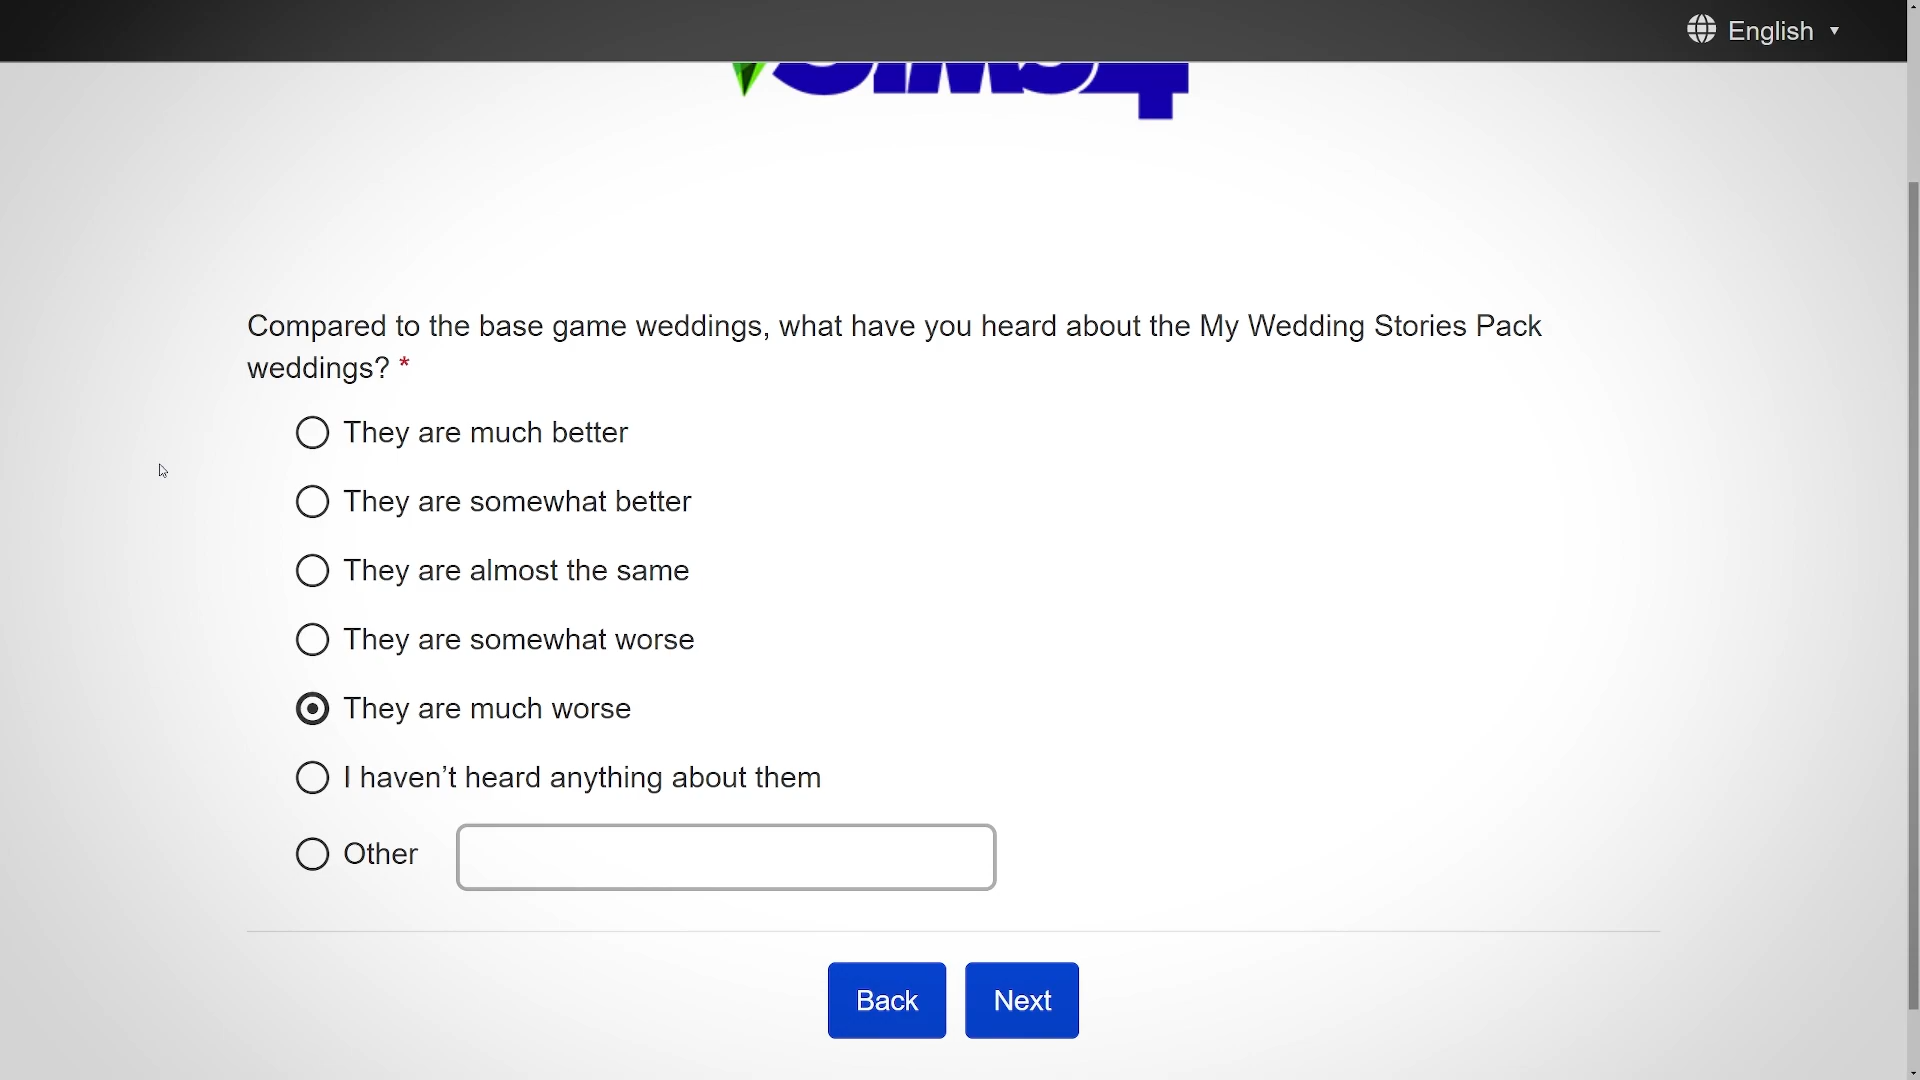 English
SIMS 4
Compared to the base game weddings, what have you heard about the My Wedding Stories Pack
weddings? *
They are much better
They are somewhat better
They are almost the same
They are somewhat worse
They are much worse
I haven’t heard anything about them
Other
Back
Next